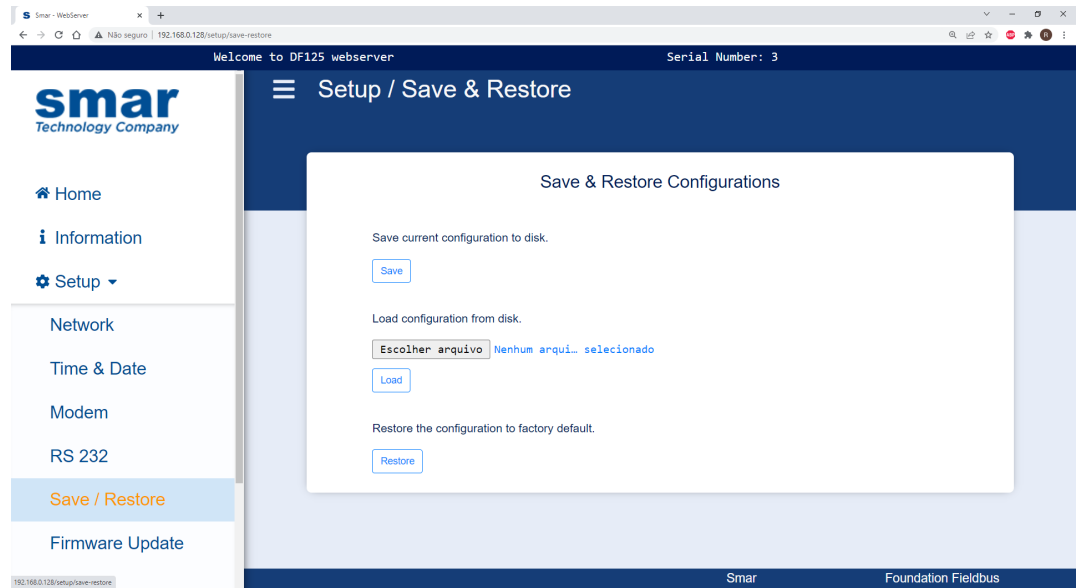 S Smar - WebServer
Não seguro | 192.168.0.128/setup/save-restore
R
Welcome to DF125 webserver
Serial Number: 3
smar
Technology Company
Setup / Save & Restore
Home
Information
Setup
Network
Time & Date
Modem
RS 232
Save / Restore
Firmware Update
Save & Restore Configurations
Save current configuration to disk.
Save
Load configuration from disk.
Escolher arquivo Nenhum arqui… selecionado
Load
Restore the configuration to factory default.
Restore
192.168.0.128/setup/save-restore
Smar
Foundation Fieldbus